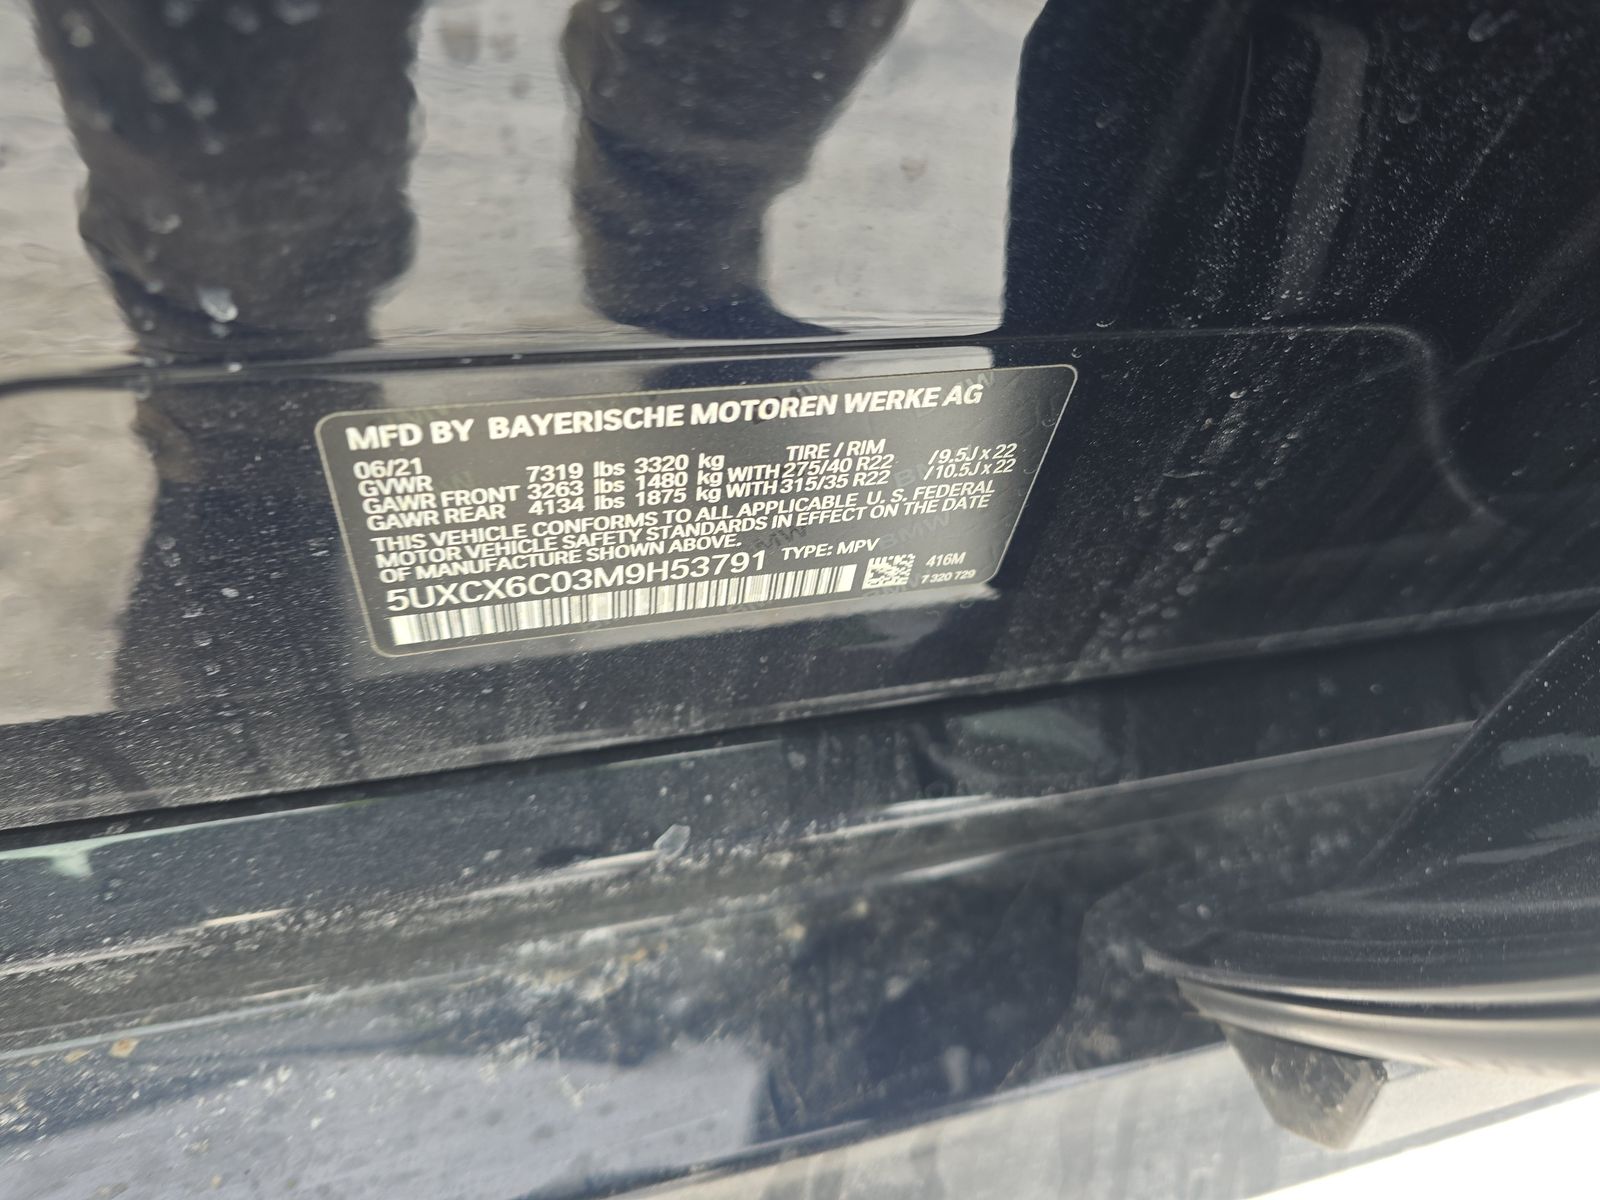 MFD BY BAYERISCHE MOTOREN WERKE AG
06/21 TIRE / RIM
GVWR 7319 lbs 3320 kg
GAWR FRONT 3263 lbs 1480 kg WITH 275/40 R22 /9.5J x 22
GAWR REAR 4134 lbs 1875 kg WITH 315/35 R22 /10.5J x 22
THIS VEHICLE CONFORMS TO ALL APPLICABLE U. S. FEDERAL
MOTOR VEHICLE SAFETY STANDARDS IN EFFECT ON THE DATE
OF MANUFACTURE SHOWN ABOVE.
5UXCX6C03M9H53791 TYPE: MPV
416M
7 320 729